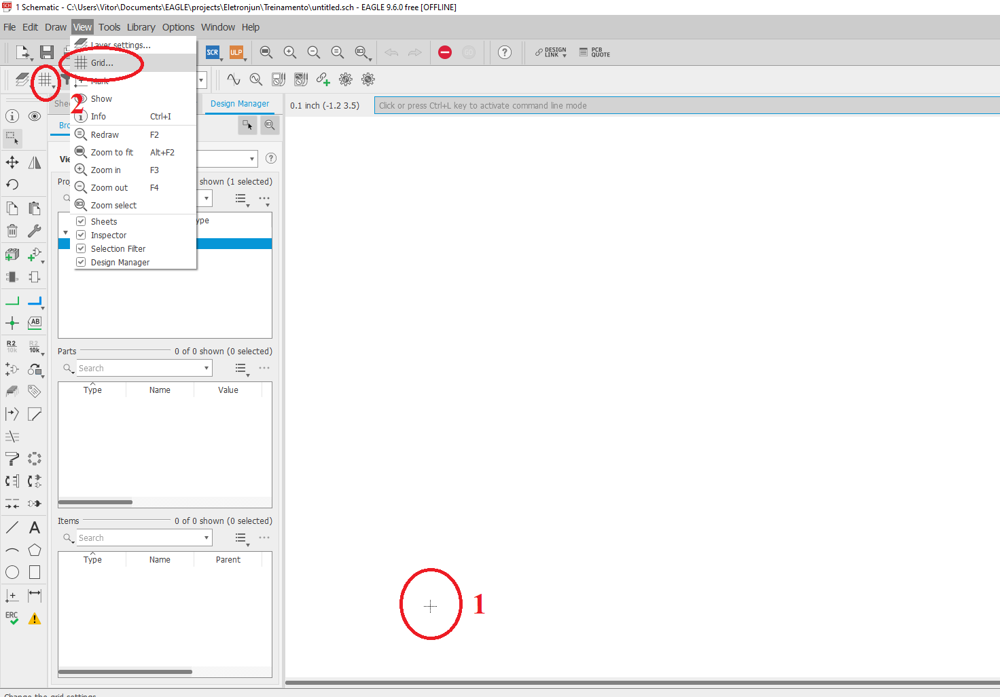 1 Schematic - C:\Users\Vitor\Documents\EAGLE\projects\Eletronjun\Treinamento\untitled.sch - EAGLE 9.6.0 free [OFFLINE]
File Edit Draw View Tools Library Options Window Help
Layer settings...
SCR ULP
DESIGN LINK
PCB QUOTE
Grid...
Mark
2
Show
Design Manager
0.1 inch (-1.2 3.5)
Click or press Ctrl+L key to activate command line mode
Info Ctrl+I
Redraw F2
Zoom to fit Alt+F2
Zoom in F3
shown (1 selected)
Zoom out F4
Zoom select
Sheets
Inspector
Selection Filter
Design Manager
AB
R2 10k R2 10k
Parts 0 of 0 shown (0 selected)
Search
Type Name Value
Items 0 of 0 shown (0 selected)
Search
Type Name Parent
A
1
ERC
Change the grid settings